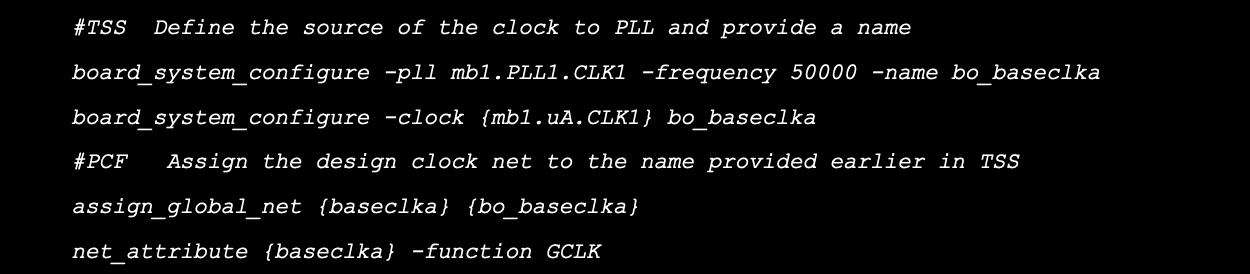 #TSS  Define the source of the clock to PLL and provide a name
board_system_configure -pll mb1.PLL1.CLK1 -frequency 50000 -name bo_baseclka
board_system_configure -clock {mb1.uA.CLK1} bo_baseclka
#PCF   Assign the design clock net to the name provided earlier in TSS
assign_global_net {baseclka} {bo_baseclka}
net_attribute {baseclka} -function GCLK